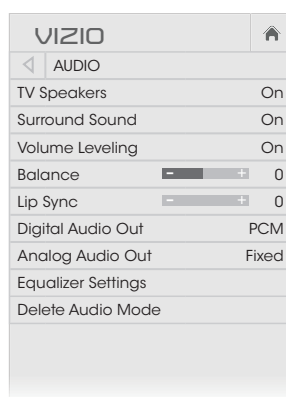 VIZIO
AUDIO
TV Speakers On
Surround Sound On
Volume Leveling On
Balance - + 0
Lip Sync - + 0
Digital Audio Out PCM
Analog Audio Out Fixed
Equalizer Settings
Delete Audio Mode